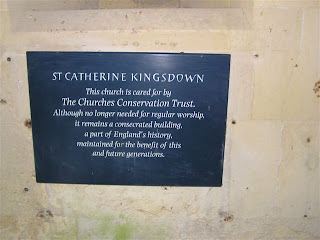 ST CATHERINE KINGSDOWN
This church is cared for by
The Churches Conservation Trust.
Although no longer needed for regular worship,
it remains a consecrated building,
a part of England's history,
maintained for the benefit of this
and future generations.